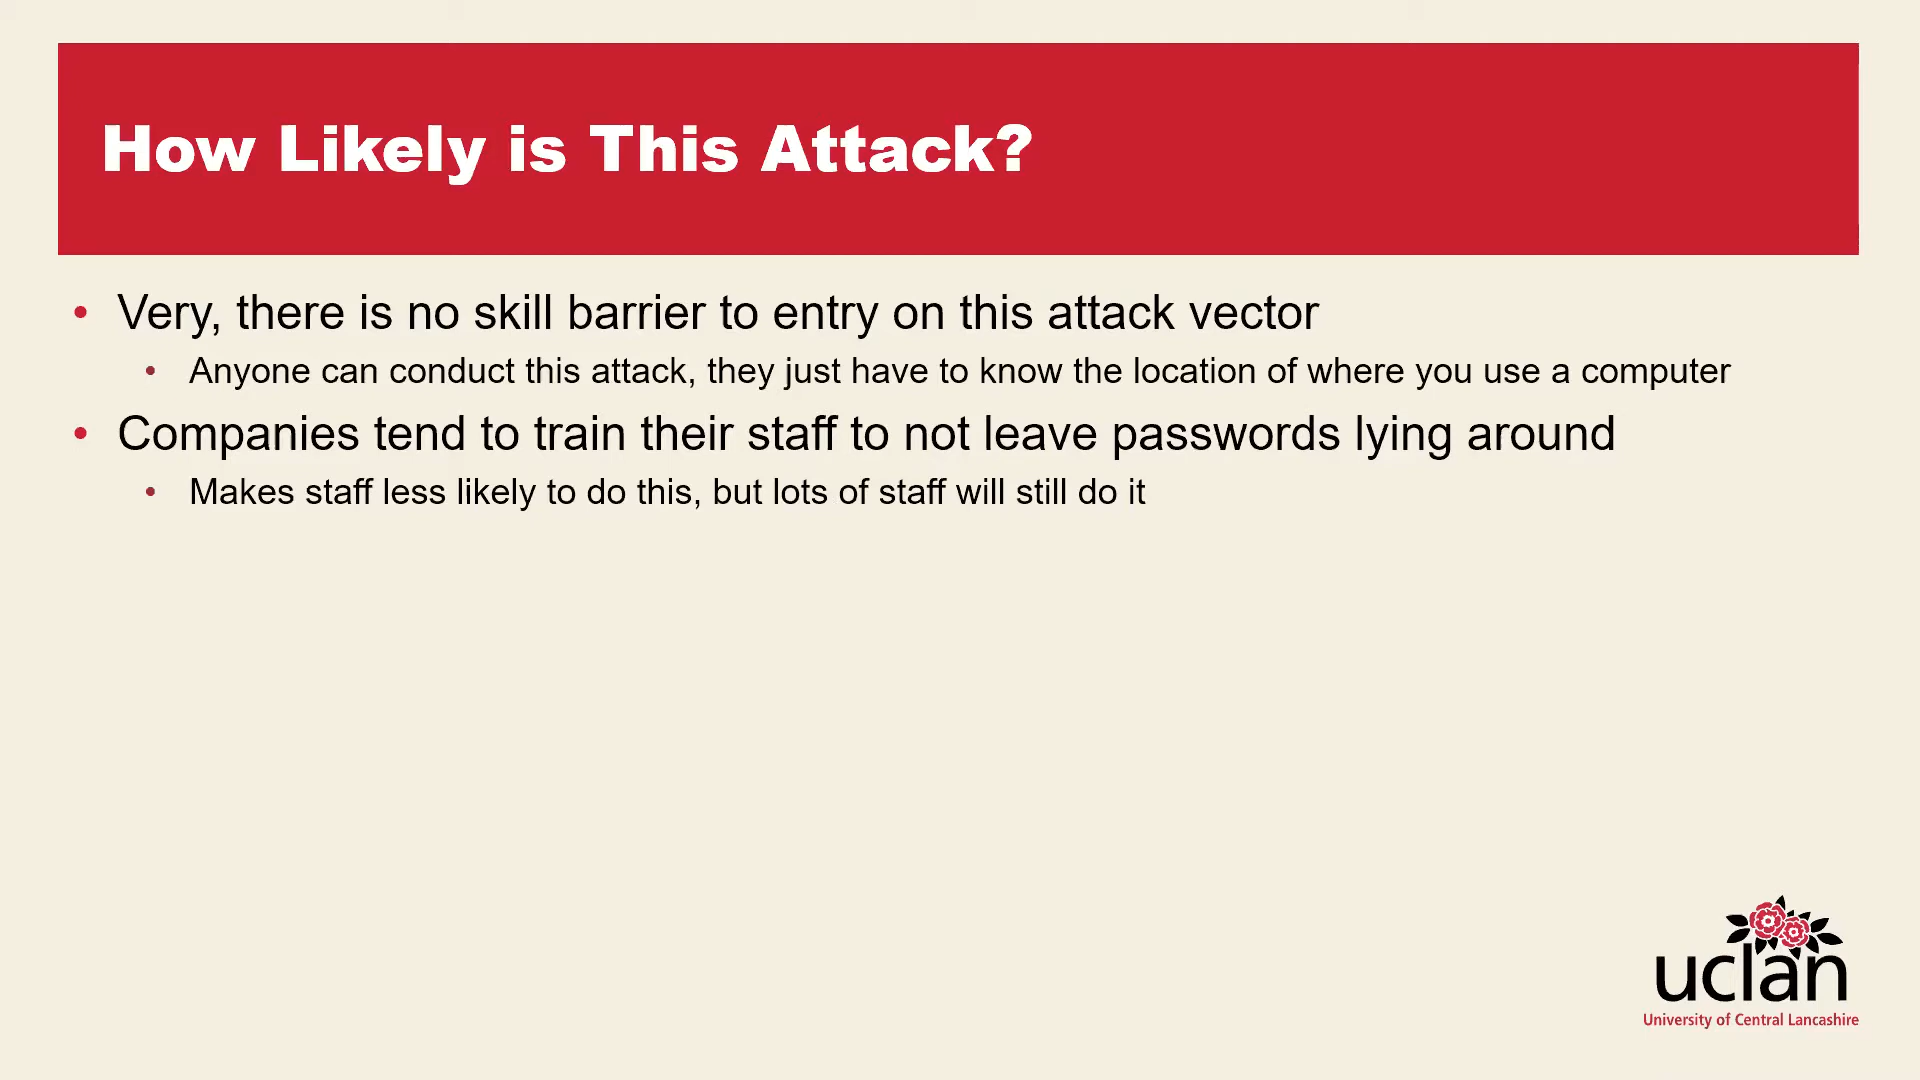 How Likely is This Attack?
• Very, there is no skill barrier to entry on this attack vector
• Anyone can conduct this attack, they just have to know the location of where you use a computer
• Companies tend to train their staff to not leave passwords lying around
• Makes staff less likely to do this, but lots of staff will still do it
uclan
University of Central Lancashire